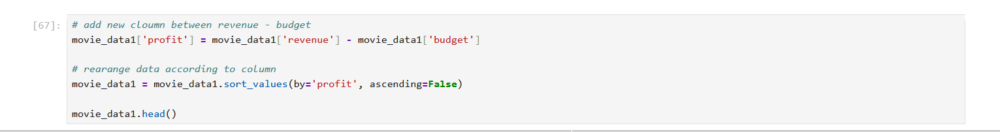 [67]:
# add new cloumn between revenue - budget
movie_data1['profit'] = movie_data1['revenue'] - movie_data1['budget']
# rearange data according to column
movie_data1 = movie_data1.sort_values(by='profit', ascending=False)
movie_data1.head()